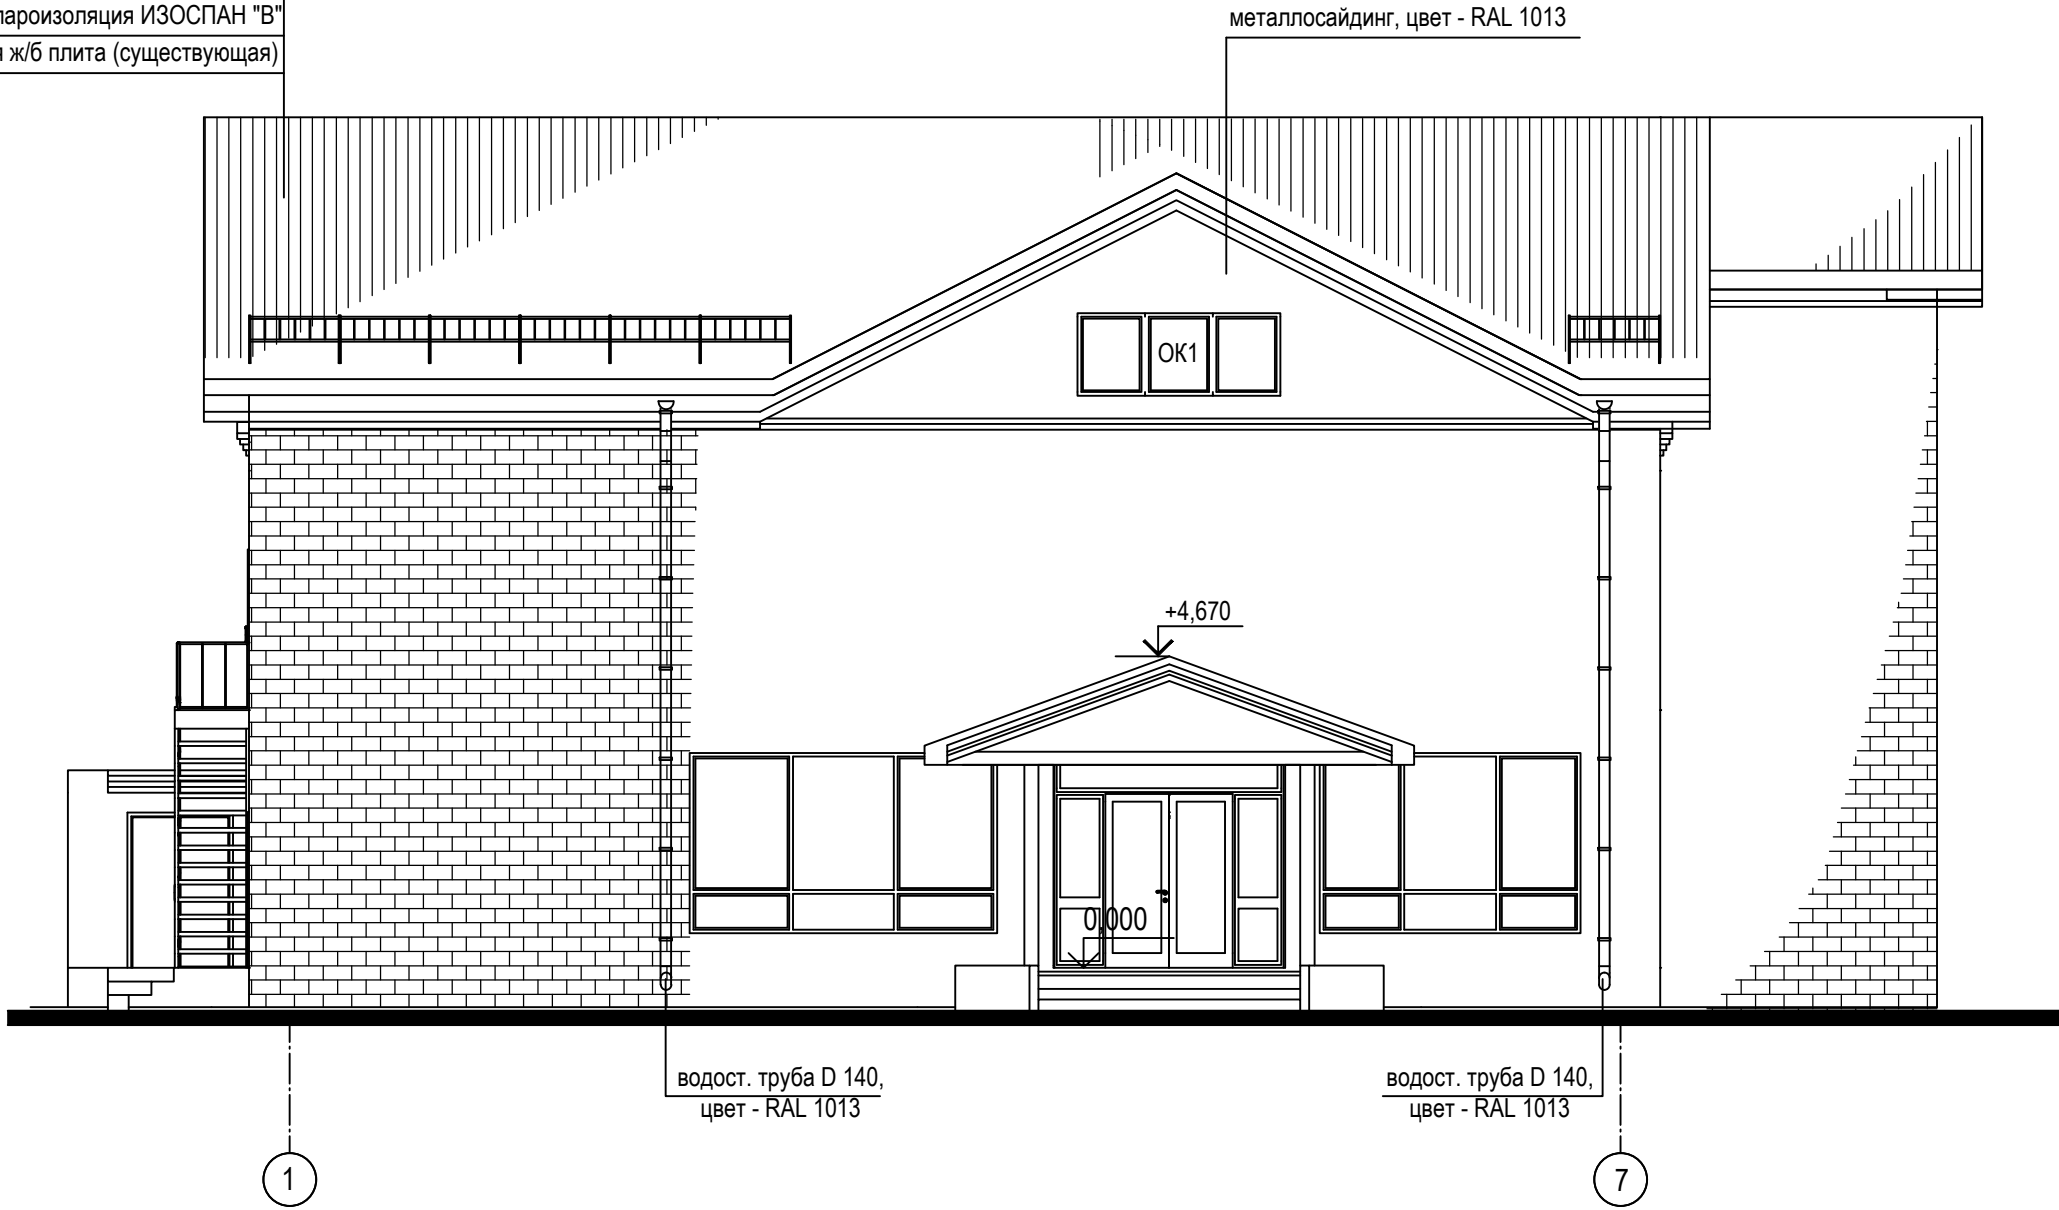 пароизоляция ИЗОСПАН "В"
ж/б плита (существующая)
металлосайдинг, цвет - RAL 1013
ОК1
+4,670
0,000
водост. труба D 140,
цвет - RAL 1013
водост. труба D 140,
цвет - RAL 1013
1
7